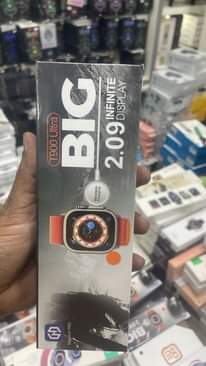 T900 Ultra
BIG
2.09 INFINITE
DISPLAY